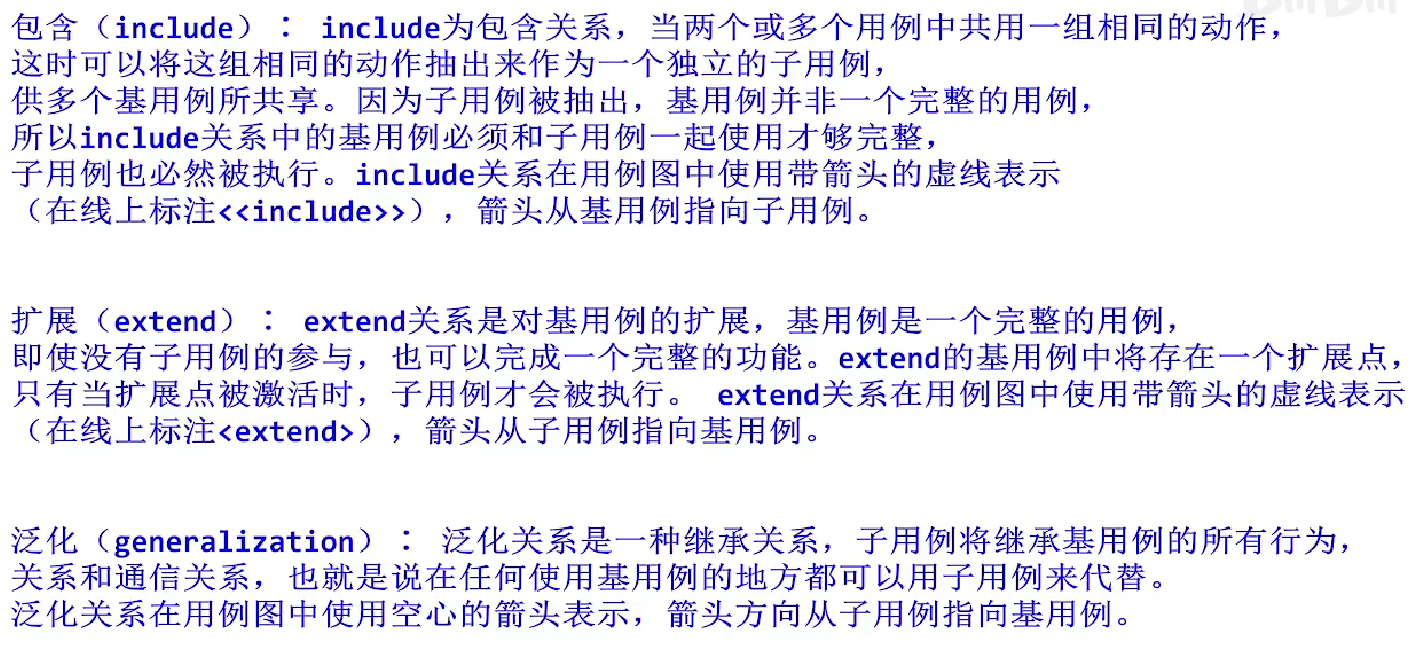 包含（include）： include为包含关系，当两个或多个用例中共用一组相同的动作，
这时可以将这组相同的动作抽出来作为一个独立的子用例，
供多个基用例所共享。因为子用例被抽出，基用例并非一个完整的用例，
所以include关系中的基用例必须和子用例一起使用才够完整，
子用例也必然被执行。include关系在用例图中使用带箭头的虚线表示
（在线上标注<<include>>），箭头从基用例指向子用例。
扩展（extend）： extend关系是对基用例的扩展，基用例是一个完整的用例，
即使没有子用例的参与，也可以完成一个完整的功能。extend的基用例中将存在一个扩展点，
只有当扩展点被激活时，子用例才会被执行。 extend关系在用例图中使用带箭头的虚线表示
（在线上标注<extend>），箭头从子用例指向基用例。
泛化（generalization）： 泛化关系是一种继承关系，子用例将继承基用例的所有行为，
关系和通信关系，也就是说在任何使用基用例的地方都可以用子用例来代替。
泛化关系在用例图中使用空心的箭头表示，箭头方向从子用例指向基用例。